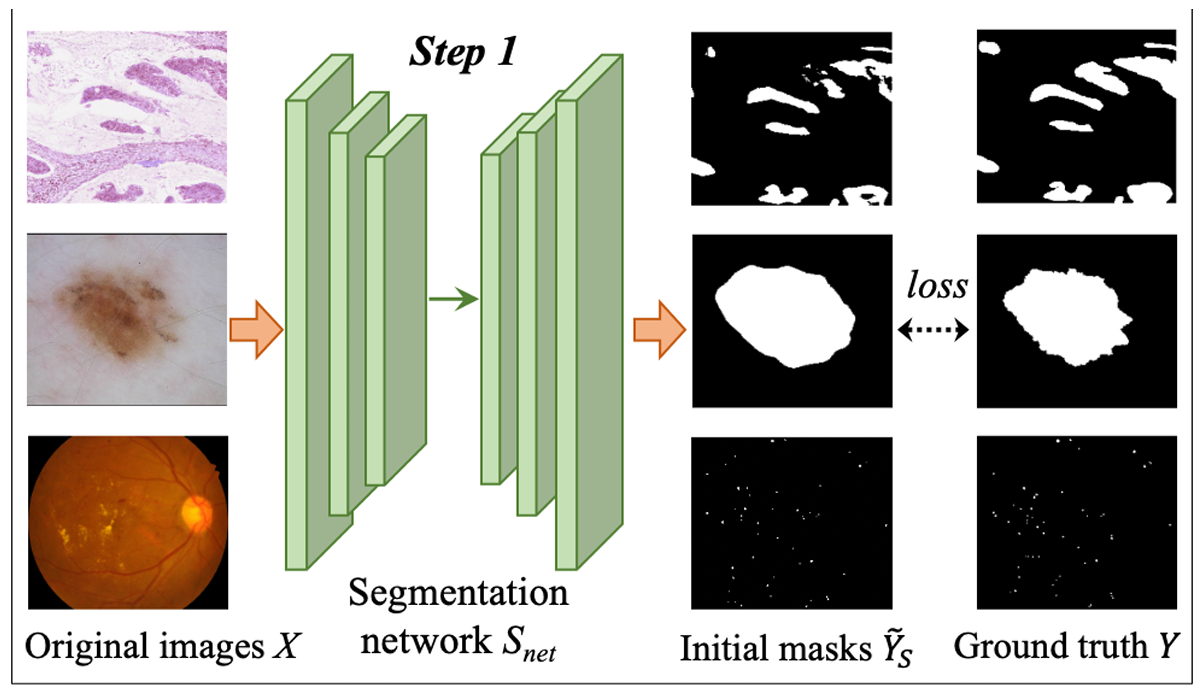 Step 1
loss
Segmentation
network S_net
Original images X
Initial masks Ỹ_S
Ground truth Y